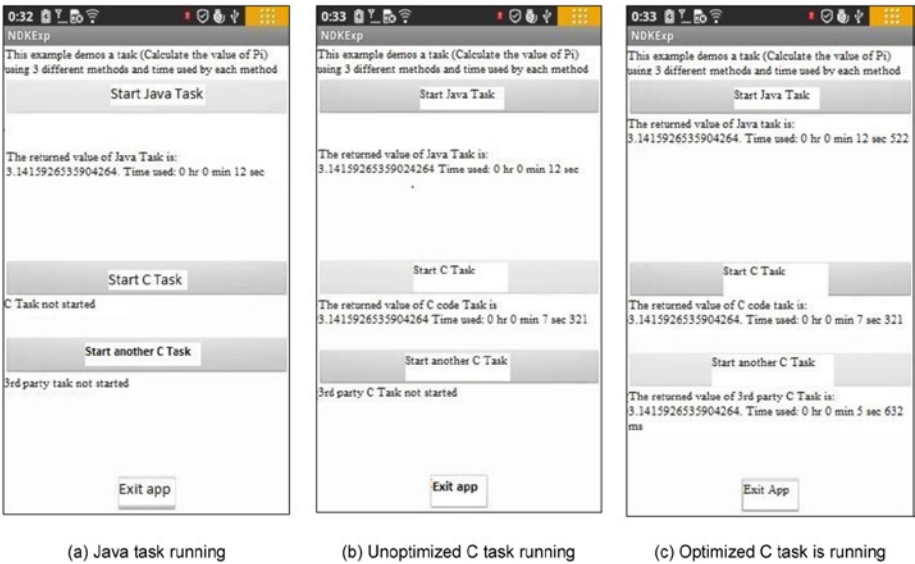 0:32
NDKExp
This example demos a task (Calculate the value of Pi)
using 3 different methods and time used by each method
Start Java Task
The returned value of Java Task is:
3.1415926535904264. Time used: 0 hr 0 min 12 sec
Start C Task
C Task not started
Start another C Task
3rd party task not started
Exit app
(a) Java task running
0:33
NDKExp
This example demos a task (Calculate the value of Pi)
using 3 different methods and time used by each method
Start Java Task
The returned value of Java Task is:
3.14159265359024264 Time used: 0 hr 0 min 12 sec
Start C Task
The returned value of C code Task is
3.1415926535904264 Time used: 0 hr 0 min 7 sec 321
Start another C Task
3rd party C Task not started
Exit app
(b) Unoptimized C task running
0:33
NDKExp
This example demos a task (Calculate the value of Pi)
using 3 different methods and time used by each method
Start Java Task
The returned value of Java task is:
3.1415926535904264. Time used: 0 hr 0 min 12 sec 522
Start C Task
The returned value of C code task is:
3.1415926535904264. Time used: 0 hr 0 min 7 sec 321
Start another C Task
The returned value of 3rd party C Task is:
3.1415926535904264. Time used: 0 hr 0 min 5 sec 632
ms
Exit App
(c) Optimized C task is running